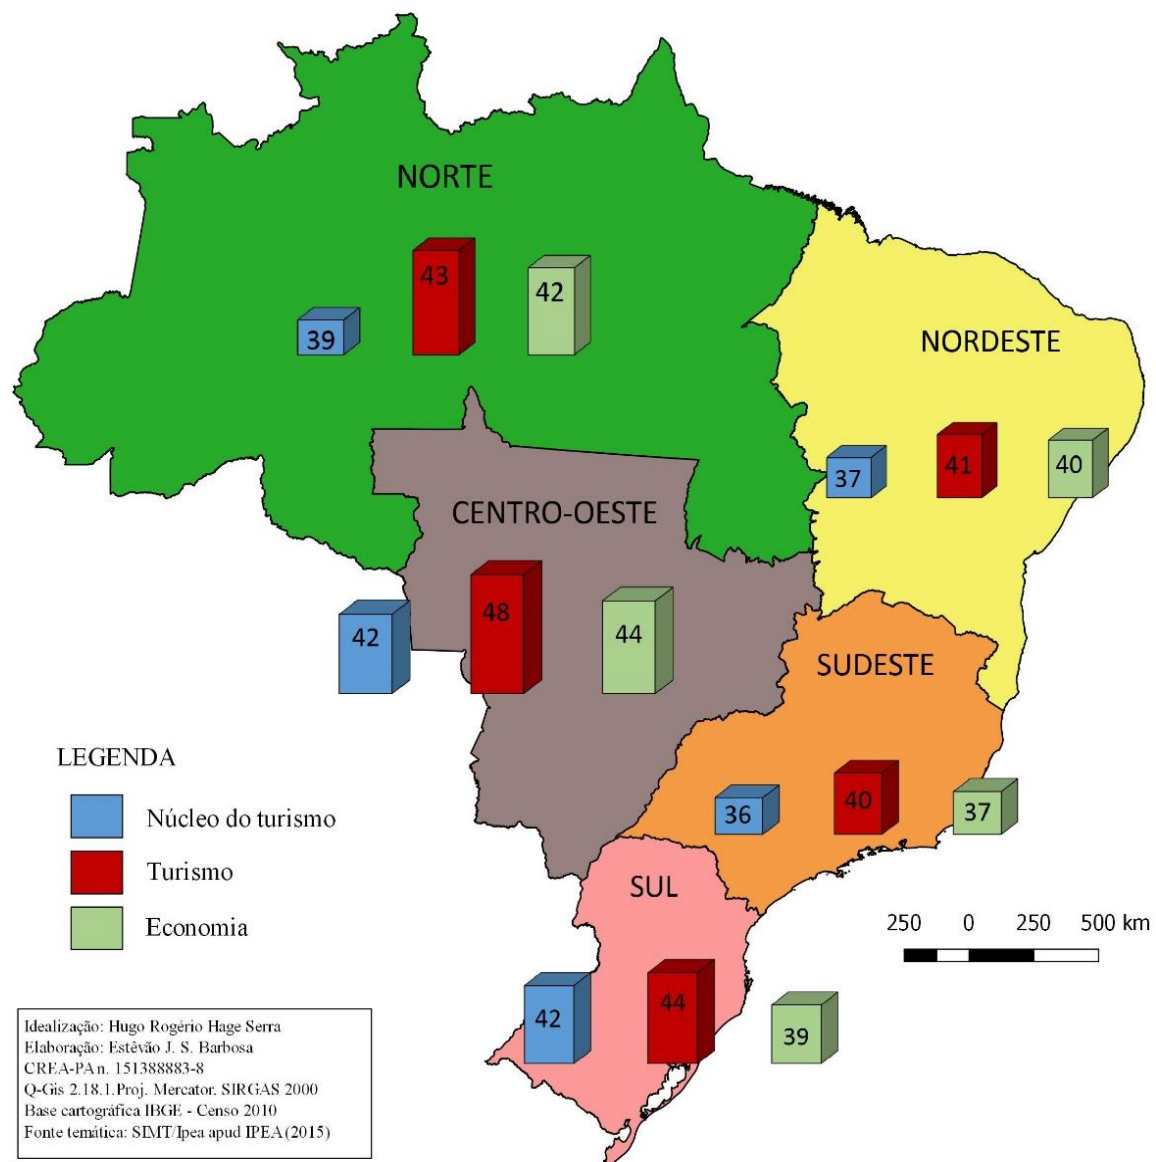 NORTE
43
42
39
NORDESTE
37
41
40
CENTRO-OESTE
42
48
44
SUDESTE
36
40
37
LEGENDA
Núcleo do turismo
Turismo
Economia
SUL
42
44
39
250 0 250 500 km
Idealização: Hugo Rogério Hage Serra
Elaboração: Estêvão J. S. Barbosa
CREA-PA n. 151388883-8
Q-Gis 2.18.1.Proj. Mercator. SIRGAS 2000
Base cartográfica IBGE - Censo 2010
Fonte temática: SIMT/Ipea apud IPEA (2015)